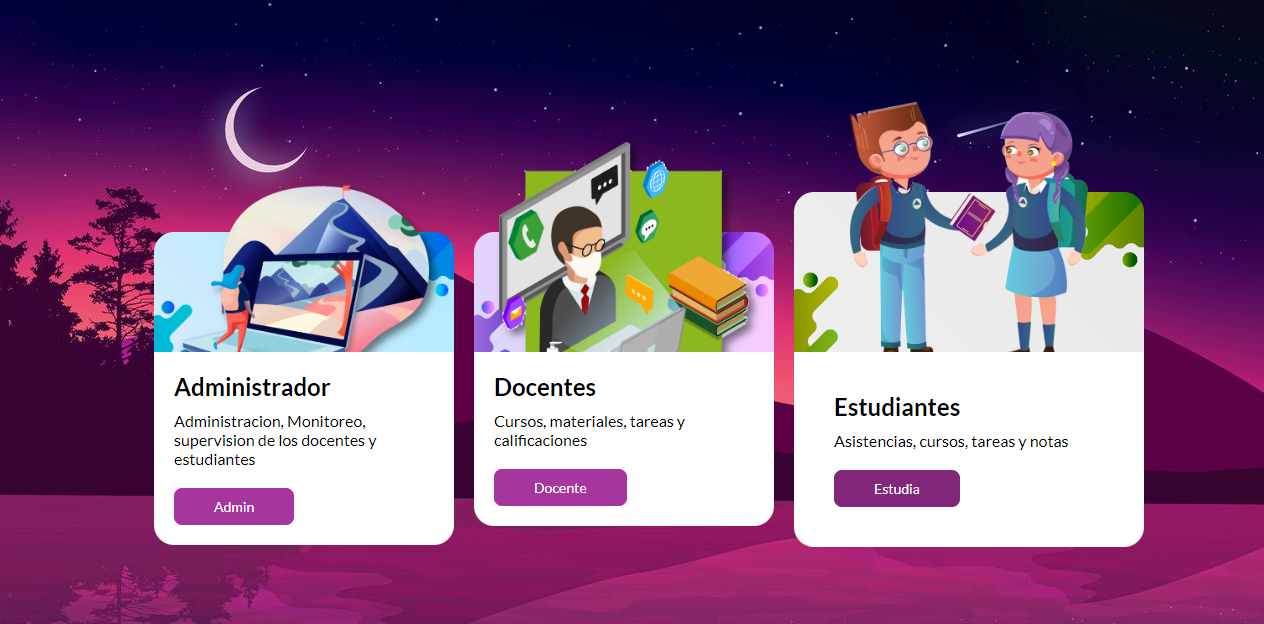 Administrador
Administracion, Monitoreo,
supervision de los docentes y
estudiantes
Admin
Docentes
Cursos, materiales, tareas y
calificaciones
Docente
Estudiantes
Asistencias, cursos, tareas y notas
Estudia